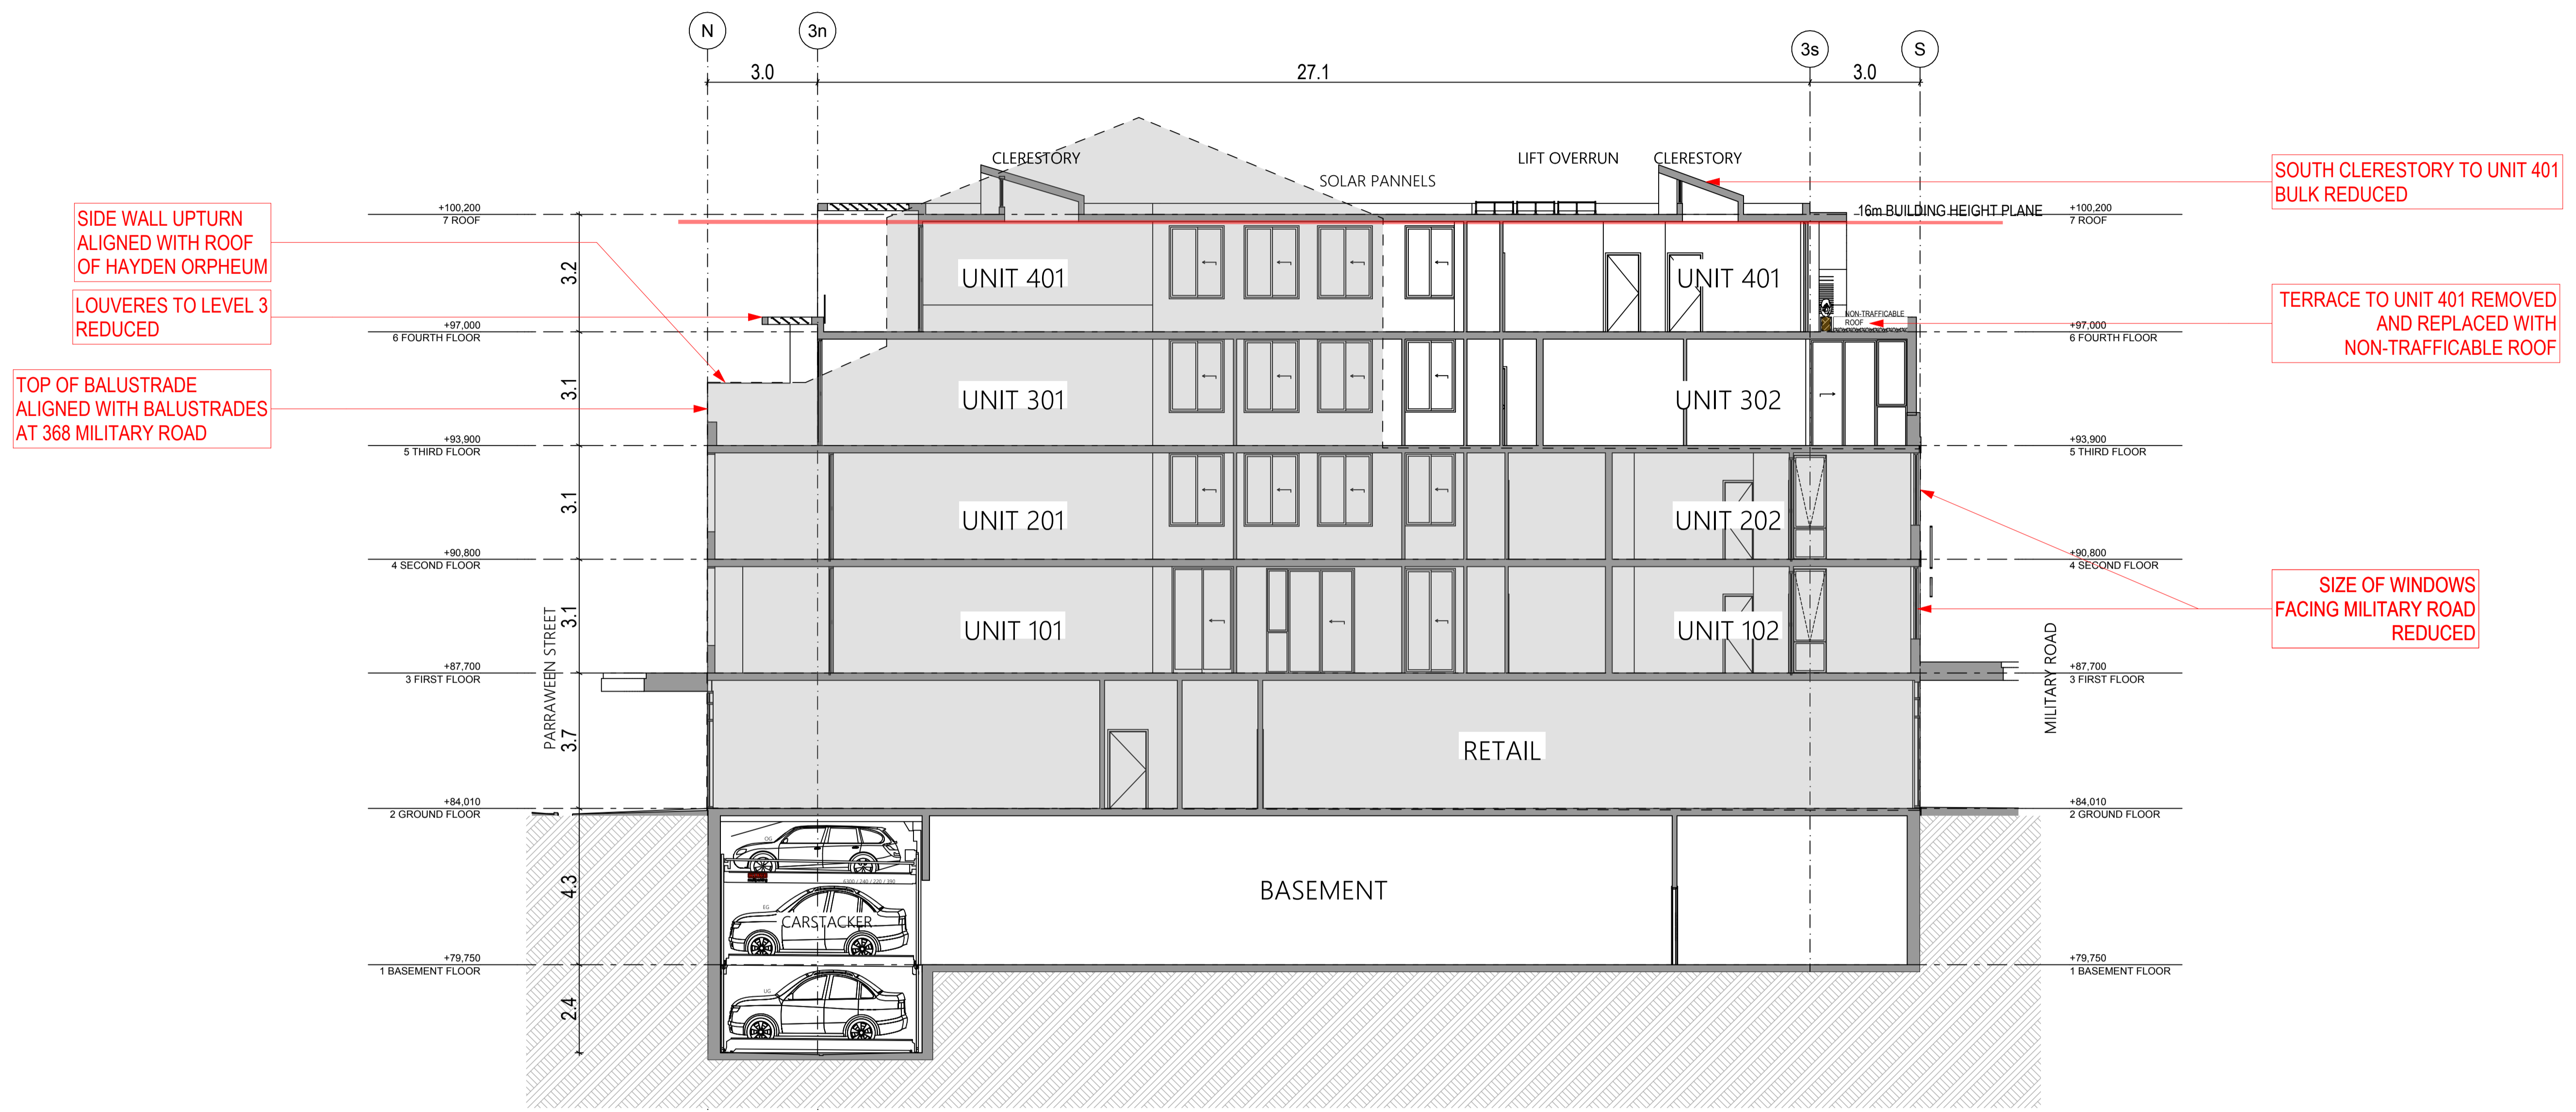 N
3n
3s
S
3.0
27.1
3.0
CLERESTORY
LIFT OVERRUN
CLERESTORY
SOLAR PANNELS
SOUTH CLERESTORY TO UNIT 401
BULK REDUCED
SIDE WALL UPTURN
ALIGNED WITH ROOF
OF HAYDEN ORPHEUM
+100,200
7 ROOF
16m BUILDING HEIGHT PLANE
+100,200
7 ROOF
3.2
UNIT 401
UNIT 401
LOUVERES TO LEVEL 3
REDUCED
NON-TRAFFICABLE
ROOF
TERRACE TO UNIT 401 REMOVED
AND REPLACED WITH
NON-TRAFFICABLE ROOF
+97,000
6 FOURTH FLOOR
+97,000
6 FOURTH FLOOR
TOP OF BALUSTRADE
ALIGNED WITH BALUSTRADES
AT 368 MILITARY ROAD
3.1
UNIT 301
UNIT 302
+93,900
5 THIRD FLOOR
+93,900
5 THIRD FLOOR
3.1
UNIT 201
UNIT 202
+90,800
4 SECOND FLOOR
+90,800
4 SECOND FLOOR
SIZE OF WINDOWS
FACING MILITARY ROAD
REDUCED
3.1
UNIT 101
UNIT 102
PARRAWEEN STREET
MILITARY ROAD
+87,700
3 FIRST FLOOR
+87,700
3 FIRST FLOOR
3.7
RETAIL
+84,010
2 GROUND FLOOR
+84,010
2 GROUND FLOOR
OG
6300 / 240 / 220 / 390
4.3
BASEMENT
EG
CARSTACKER
+79,750
1 BASEMENT FLOOR
+79,750
1 BASEMENT FLOOR
UG
2.4